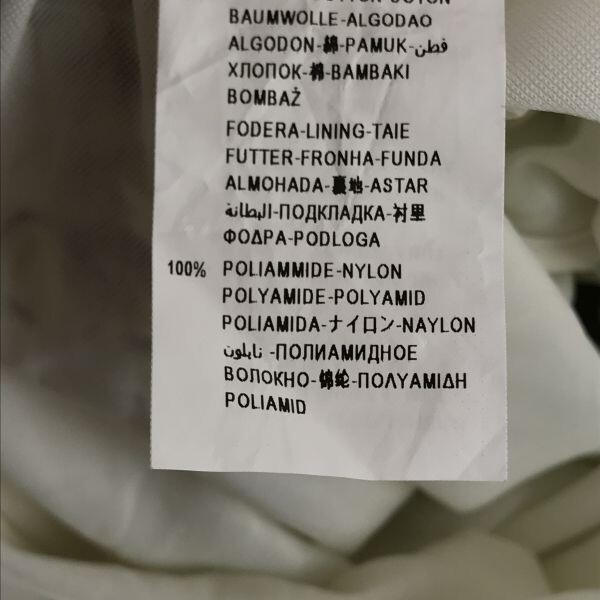 COTON
BAUMWOLLE-ALGODAO
ALGODON-綿-PAMUK-قطن
ХЛОПОК-棉-BAMBAKI
BOMBAŻ
FODERA-LINING-TAIE
FUTTER-FRONHA-FUNDA
ALMOHADA-裏地-ASTAR
البطانة-ПОДКЛАДКА-衬里
ΦΟΔΡΑ-PODLOGA
100% POLIAMMIDE-NYLON
POLYAMIDE-POLYAMID
POLIAMIDA-ナイロン-NAYLON
نايلون -ПОЛИАМИДНОЕ
ВОЛОКНО-锦纶-ΠΟΛΥΑΜΙΔΗ
POLIAMID